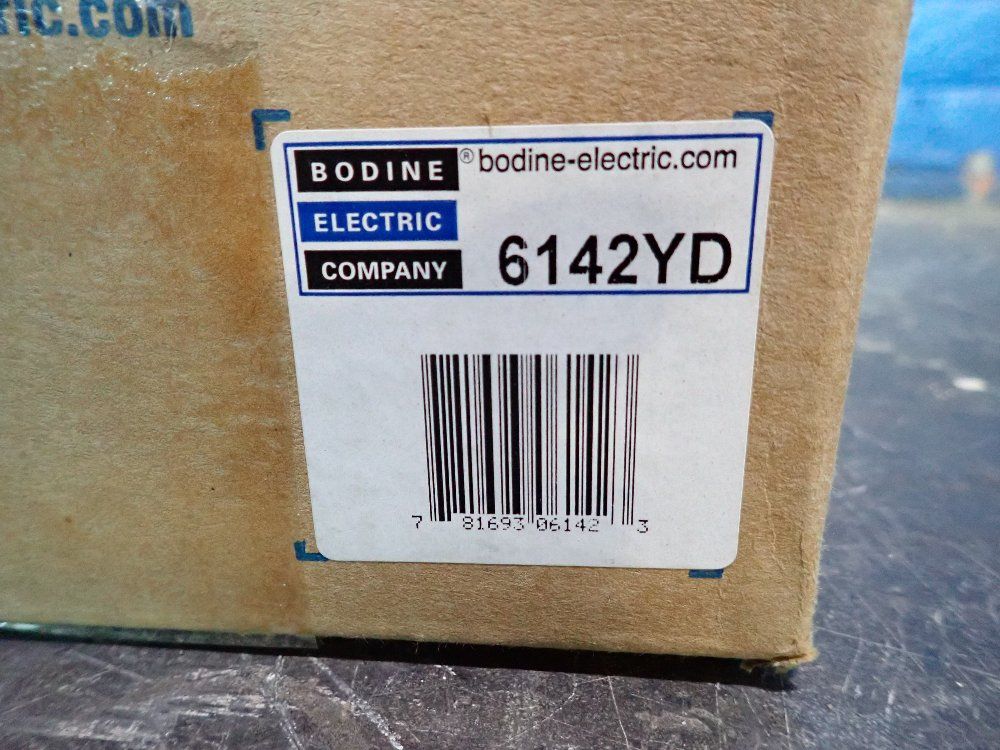 ric.com
BODINE
ELECTRIC
COMPANY
® bodine-electric.com
6142YD
7 81693 06142 3